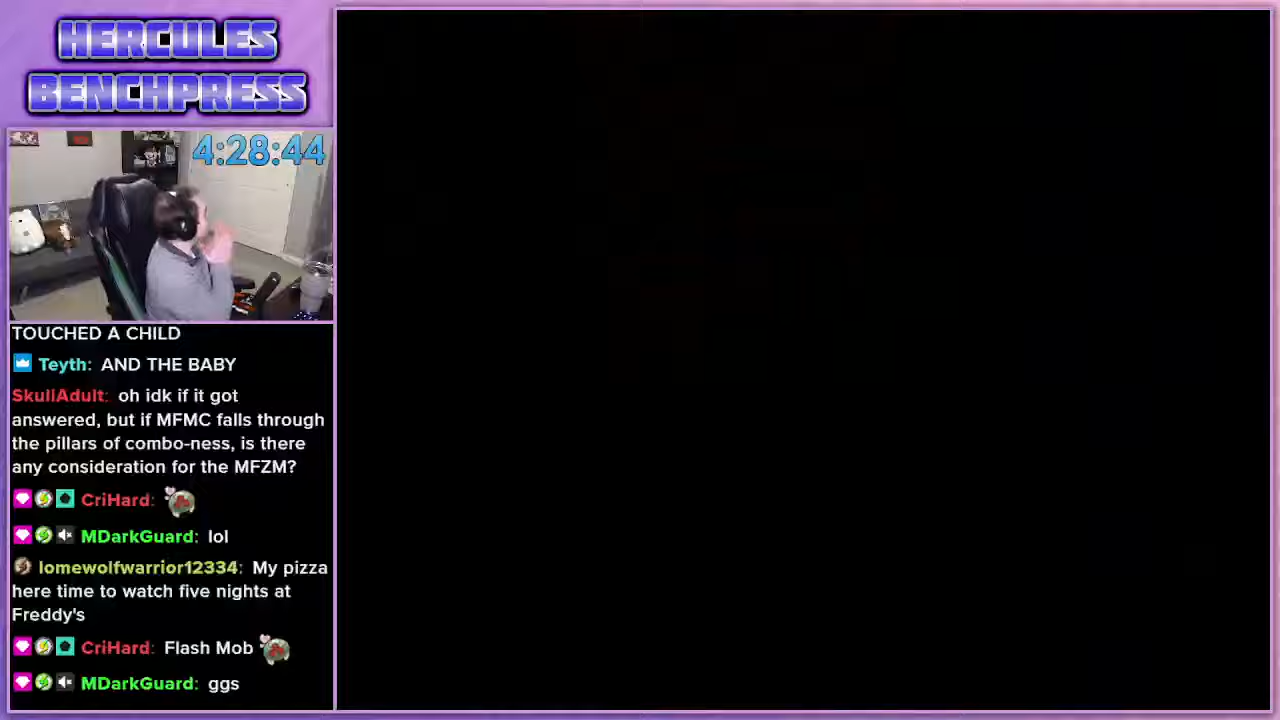 HERCULES
BENCHPRESS
4:28:44
TOUCHED A CHILD
Teyth: AND THE BABY
SkullAdult: oh idk if it got
answered, but if MFMC falls through
the pillars of combo-ness, is there
any consideration for the MFZM?
CriHard:
MDarkGuard: lol
lomewolfwarrior12334: My pizza
here time to watch five nights at
Freddy's
CriHard: Flash Mob
MDarkGuard: ggs